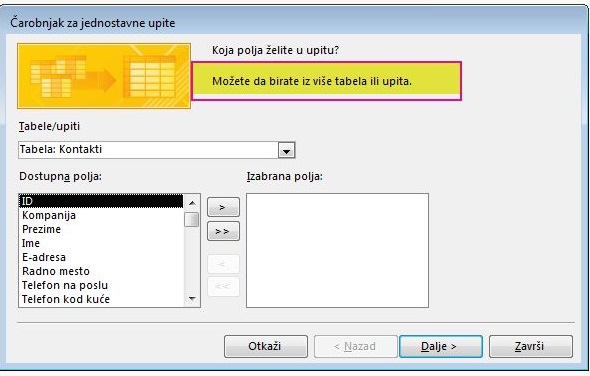 Čarobnjak za jednostavne upite
Koja polja želite u upitu?
Možete da birate iz više tabela ili upita.
Tabele/upiti
Tabela: Kontakti
Dostupna polja:
Izabrana polja:
ID
Kompanija
Prezime
Ime
E-adresa
Radno mesto
Telefon na poslu
Telefon kod kuće
>
>>
<
<<
Otkaži
< Nazad
Dalje >
Završi